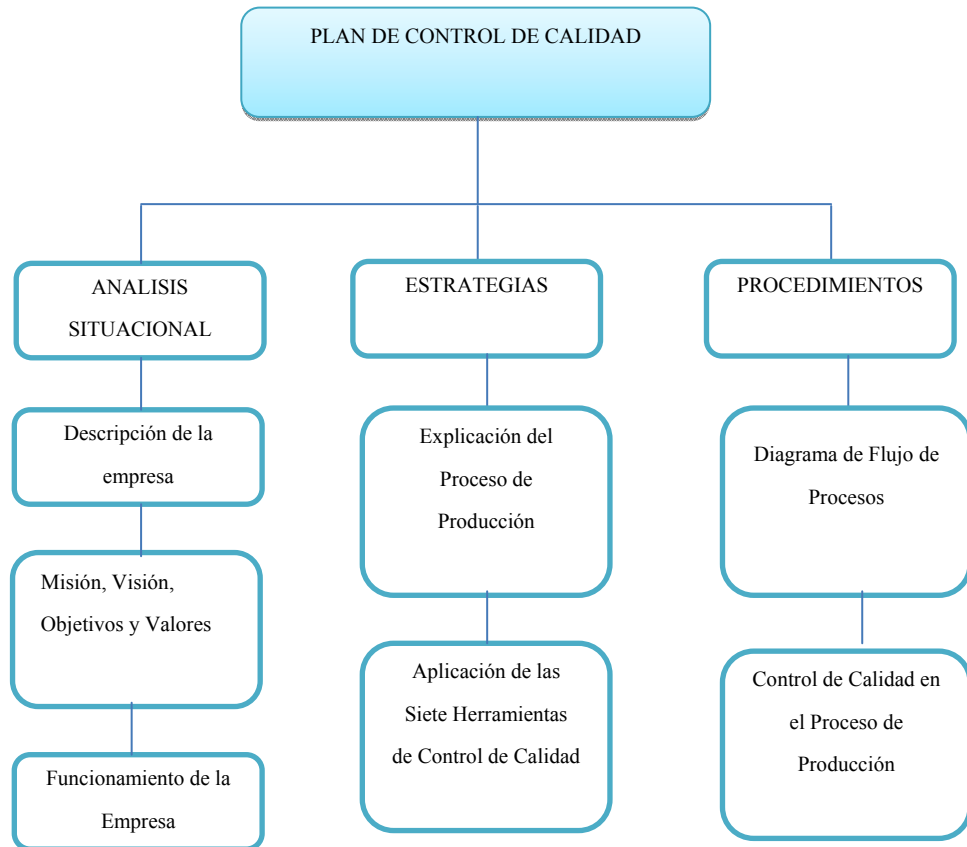 PLAN DE CONTROL DE CALIDAD
ANALISIS
SITUACIONAL
Descripción de la
empresa
Misión, Visión,
Objetivos y Valores
Funcionamiento de la
Empresa
ESTRATEGIAS
Explicación del
Proceso de
Producción
Aplicación de las
Siete Herramientas
de Control de Calidad
PROCEDIMIENTOS
Diagrama de Flujo de
Procesos
Control de Calidad en
el Proceso de
Producción